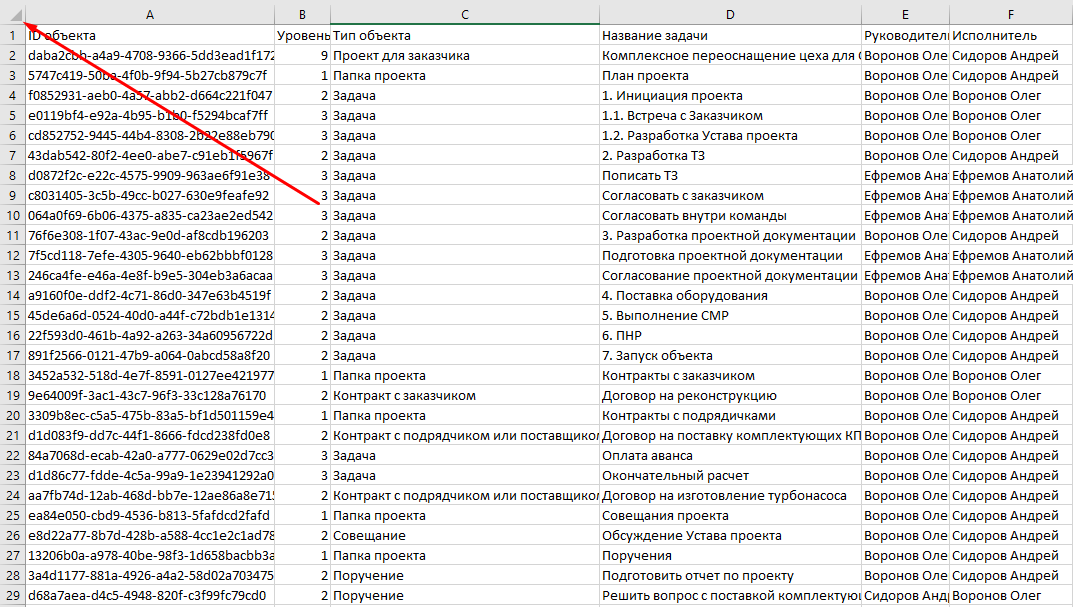 A B C D E F
1 ID объекта Уровень Тип объекта Название задачи Руководител Исполнитель
2 daba2cbb-a4a9-4708-9366-5dd3ead1f172 9 Проект для заказчика Комплексное переоснащение цеха для Воронов Оле Сидоров Андрей
3 5747c419-50ba-4f0b-9f94-5b27cb879c7f 1 Папка проекта План проекта Воронов Оле Сидоров Андрей
4 f0852931-aeb0-4a57-abb2-d664c221f047 2 Задача 1. Инициация проекта Воронов Оле Воронов Олег
5 e0119bf4-e92a-4b95-b1b0-f5294bcaf7ff 3 Задача 1.1. Встреча с Заказчиком Воронов Оле Воронов Олег
6 cd852752-9445-44b4-8308-2b22e88eb790 3 Задача 1.2. Разработка Устава проекта Воронов Оле Воронов Олег
7 43dab542-80f2-4ee0-abe7-c91eb1f5967f 2 Задача 2. Разработка ТЗ Воронов Оле Сидоров Андрей
8 d0872f2c-e22c-4575-9909-963ae6f91e38 3 Задача Пописать ТЗ Ефремов Ана Ефремов Анатолий
9 c8031405-3c5b-49cc-b027-630e9feafe92 3 Задача Согласовать с заказчиком Ефремов Ана Ефремов Анатолий
10 064a0f69-6b06-4375-a835-ca23ae2ed542 3 Задача Согласовать внутри команды Ефремов Ана Ефремов Анатолий
11 76f6e308-1f07-43ac-9e0d-af8cdb196203 2 Задача 3. Разработка проектной документации Воронов Оле Сидоров Андрей
12 7f5cd118-7efe-4305-9640-eb62bbbf0128 3 Задача Подготовка проектной документации Ефремов Ана Ефремов Анатолий
13 246ca4fe-e46a-4e8f-b9e5-304eb3a6acaa 3 Задача Согласование проектной документации Ефремов Ана Ефремов Анатолий
14 a9160f0e-ddf2-4c71-86d0-347e63b4519f 2 Задача 4. Поставка оборудования Воронов Оле Сидоров Андрей
15 45de6a6d-0524-40d0-a44f-c72bdb1e1314 2 Задача 5. Выполнение СМР Воронов Оле Сидоров Андрей
16 22f593d0-461b-4a92-a263-34a60956722d 2 Задача 6. ПНР Воронов Оле Сидоров Андрей
17 891f2566-0121-47b9-a064-0abcd58a8f20 2 Задача 7. Запуск объекта Воронов Оле Сидоров Андрей
18 3452a532-518d-4e7f-8591-0127ee421977 1 Папка проекта Контракты с заказчиком Воронов Оле Воронов Олег
19 9e64009f-3ac1-43c7-96f3-33c128a76170 2 Контракт с заказчиком Договор на реконструкцию Воронов Оле Воронов Олег
20 3309b8ec-c5a5-475b-83a5-bf1d501159e4 1 Папка проекта Контракты с подрядичками Воронов Оле Сидоров Андрей
21 d1d083f9-dd7c-44f1-8666-fdcd238fd0e8 2 Контракт с подрядчиком или поставщиком Договор на поставку комплектующих КП Воронов Оле Сидоров Андрей
22 84a7068d-ecab-42a0-a777-0629e02d7cc3 3 Задача Оплата аванса Воронов Оле Сидоров Андрей
23 d1d86c77-fdde-4c5a-99a9-1e23941292a0 3 Задача Окончательный расчет Воронов Оле Сидоров Андрей
24 aa7fb74d-12ab-468d-bb7e-12ae86a8e715 2 Контракт с подрядчиком или поставщиком Договор на изготовление турбонасоса Воронов Оле Сидоров Андрей
25 ea84e050-cbd9-4536-b813-5fafdcd2fafd 1 Папка проекта Совещания проекта Воронов Оле Сидоров Андрей
26 e8d22a77-8b7d-428b-a588-4cc1e2c1ad78 2 Совещание Обсуждение Устава проекта Воронов Оле Сидоров Андрей
27 13206b0a-a978-40be-98f3-1d658bacbb3a 1 Папка проекта Поручения Воронов Оле Сидоров Андрей
28 3a4d1177-881a-4926-a4a2-58d02a703475 2 Поручение Подготовить отчет по проекту Воронов Оле Сидоров Андрей
29 d68a7aea-d4c5-4948-820f-c3f99fc79cd0 2 Поручение Решить вопрос с поставкой комплектую Сидоров Анд Воронов Олег